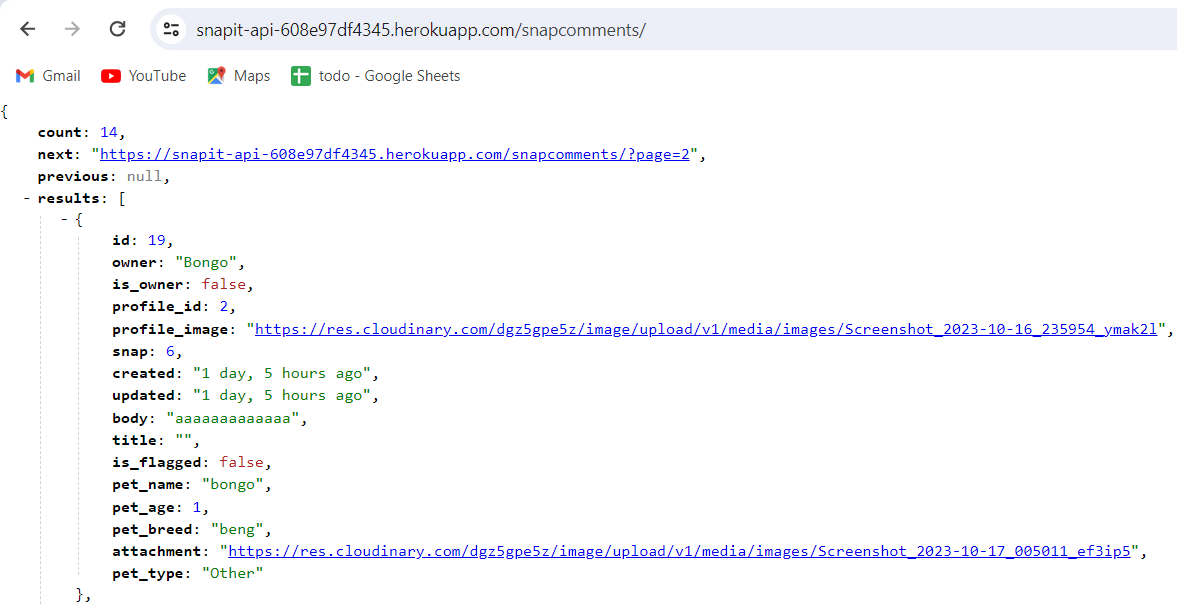 snapit-api-608e97df4345.herokuapp.com/snapcomments/
Gmail YouTube Maps todo - Google Sheets
{
count: 14,
next: "https://snapit-api-608e97df4345.herokuapp.com/snapcomments/?page=2",
previous: null,
- results: [
- {
id: 19,
owner: "Bongo",
is_owner: false,
profile_id: 2,
profile_image: "https://res.cloudinary.com/dgz5gpe5z/image/upload/v1/media/images/Screenshot_2023-10-16_235954_ymak2l",
snap: 6,
created: "1 day, 5 hours ago",
updated: "1 day, 5 hours ago",
body: "aaaaaaaaaaaaa",
title: "",
is_flagged: false,
pet_name: "bongo",
pet_age: 1,
pet_breed: "beng",
attachment: "https://res.cloudinary.com/dgz5gpe5z/image/upload/v1/media/images/Screenshot_2023-10-17_005011_ef3ip5",
pet_type: "Other"
},